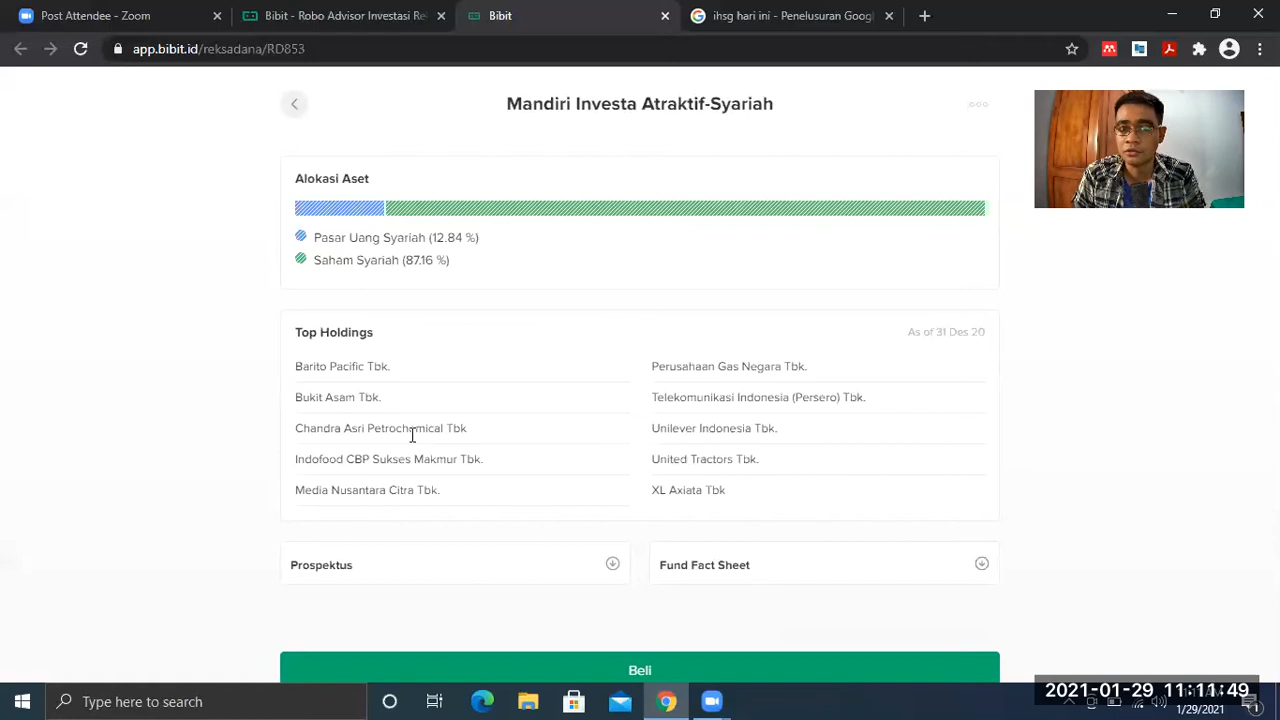 Post Attendee - Zoom
Bibit - Robo Advisor Investasi Re
Bibit
ihsg hari ini - Penelusuran Googl
app.bibit.id/reksadana/RD853
Mandiri Investa Atraktif-Syariah
Alokasi Aset
Pasar Uang Syariah (12.84 %)
Saham Syariah (87.16 %)
Top Holdings
As of 31 Des 20
Barito Pacific Tbk.
Perusahaan Gas Negara Tbk.
Bukit Asam Tbk.
Telekomunikasi Indonesia (Persero) Tbk.
Chandra Asri Petrochemical Tbk
Unilever Indonesia Tbk.
Indofood CBP Sukses Makmur Tbk.
United Tractors Tbk.
Media Nusantara Citra Tbk.
XL Axiata Tbk
Prospektus
Fund Fact Sheet
Beli
Type here to search
2021-01-29 11:11:49
1/29/2021